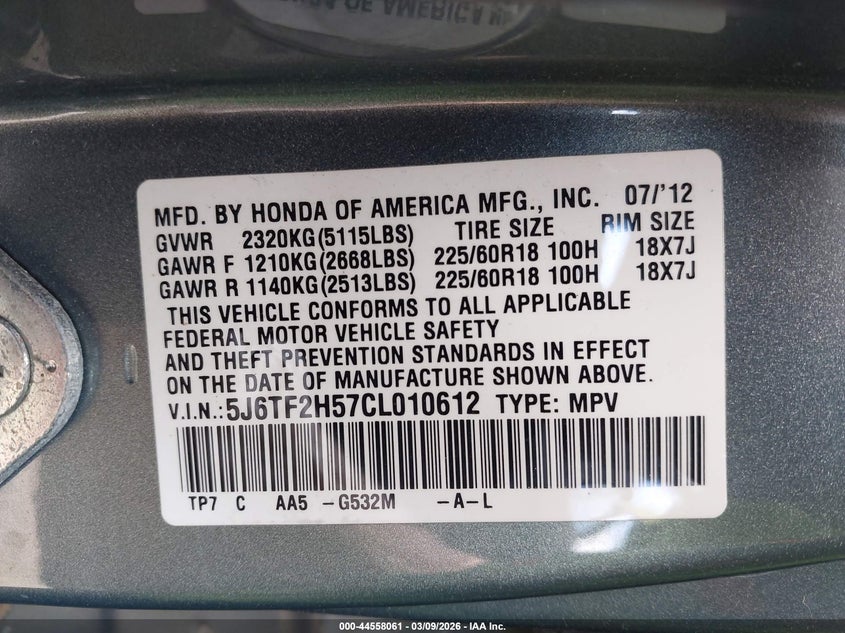 HONDA OF AMERICA M
MFD. BY HONDA OF AMERICA MFG., INC. 07/'12
GVWR 2320KG(5115LBS) TIRE SIZE RIM SIZE
GAWR F 1210KG(2668LBS) 225/60R18 100H 18X7J
GAWR R 1140KG(2513LBS) 225/60R18 100H 18X7J
THIS VEHICLE CONFORMS TO ALL APPLICABLE
FEDERAL MOTOR VEHICLE SAFETY
AND THEFT PREVENTION STANDARDS IN EFFECT
ON THE DATE OF MANUFACTURE SHOWN ABOVE.
V.I.N.:5J6TF2H57CL010612 TYPE: MPV
TP7 C AA5 -G532M -A-L
000-44558061 | 03/09/2026 - IAA Inc.